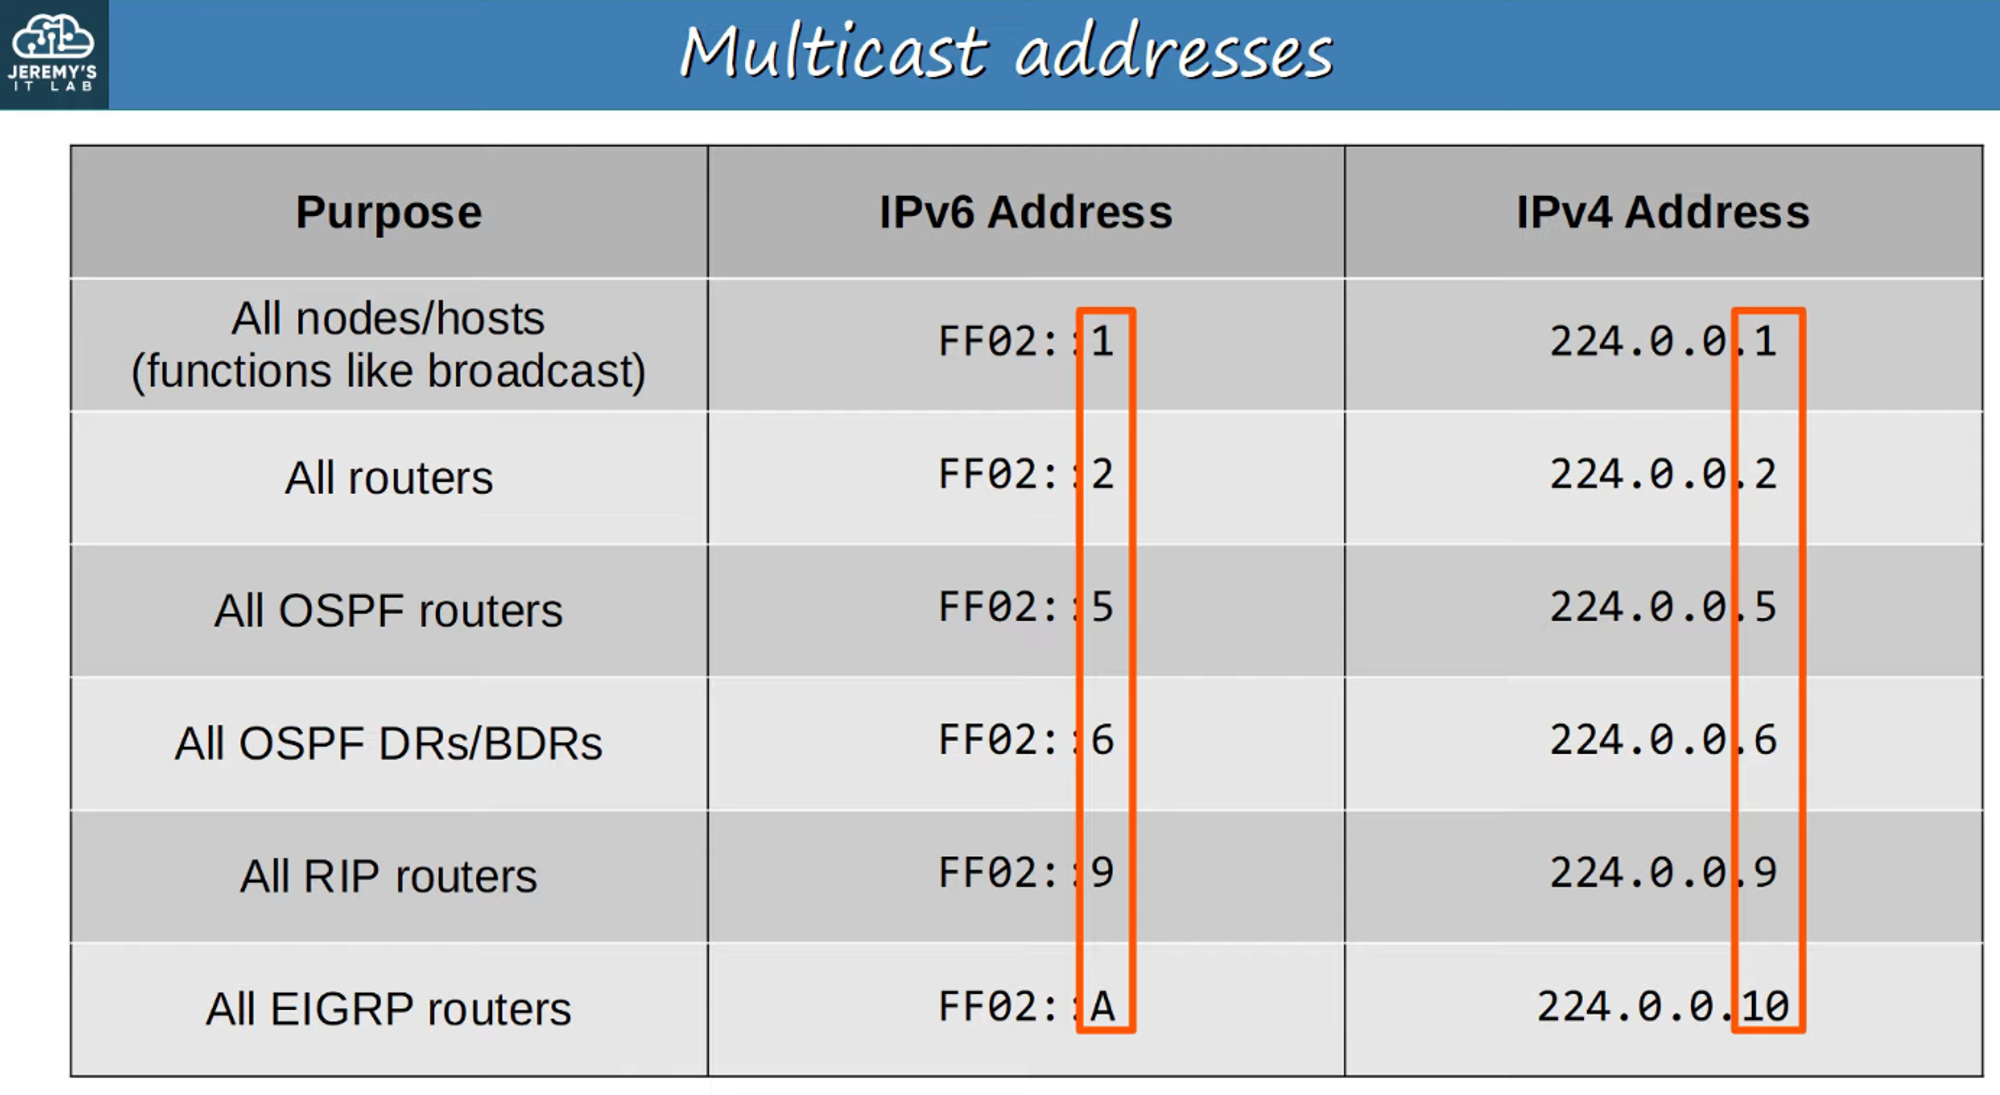 JEREMY'S
IT LAB
Multicast addresses
Purpose
IPv6 Address
IPv4 Address
All nodes/hosts
(functions like broadcast)
FF02::1
224.0.0.1
All routers
FF02::2
224.0.0.2
All OSPF routers
FF02::5
224.0.0.5
All OSPF DRs/BDRs
FF02::6
224.0.0.6
All RIP routers
FF02::9
224.0.0.9
All EIGRP routers
FF02::A
224.0.0.10